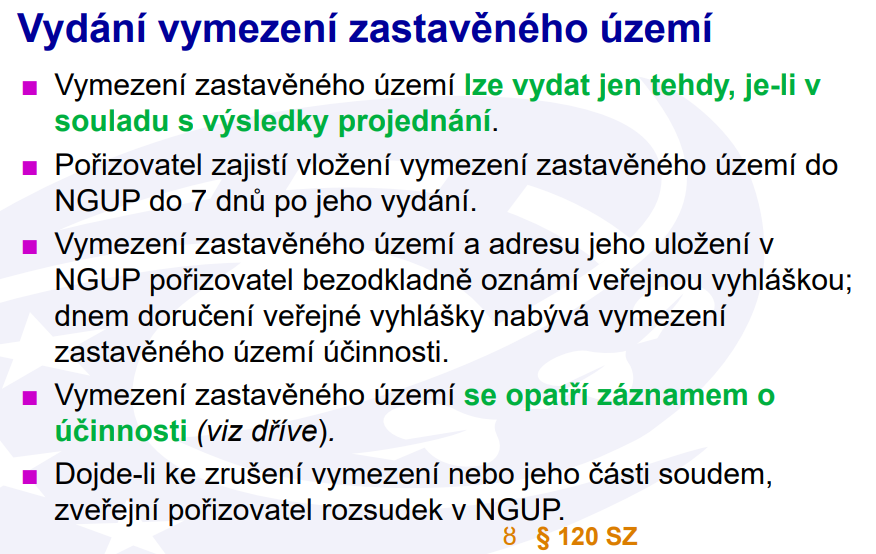 Vydání vymezení zastavěného území
■ Vymezení zastavěného území lze vydat jen tehdy, je-li v
souladu s výsledky projednání.
■ Pořizovatel zajistí vložení vymezení zastavěného území do
NGUP do 7 dnů po jeho vydání.
■ Vymezení zastavěného území a adresu jeho uložení v
NGUP pořizovatel bezodkladně oznámí veřejnou vyhláškou;
dnem doručení veřejné vyhlášky nabývá vymezení
zastavěného území účinnosti.
■ Vymezení zastavěného území se opatří záznamem o
účinnosti (viz dříve).
■ Dojde-li ke zrušení vymezení nebo jeho části soudem,
zveřejní pořizovatel rozsudek v NGUP.
8 § 120 SZ